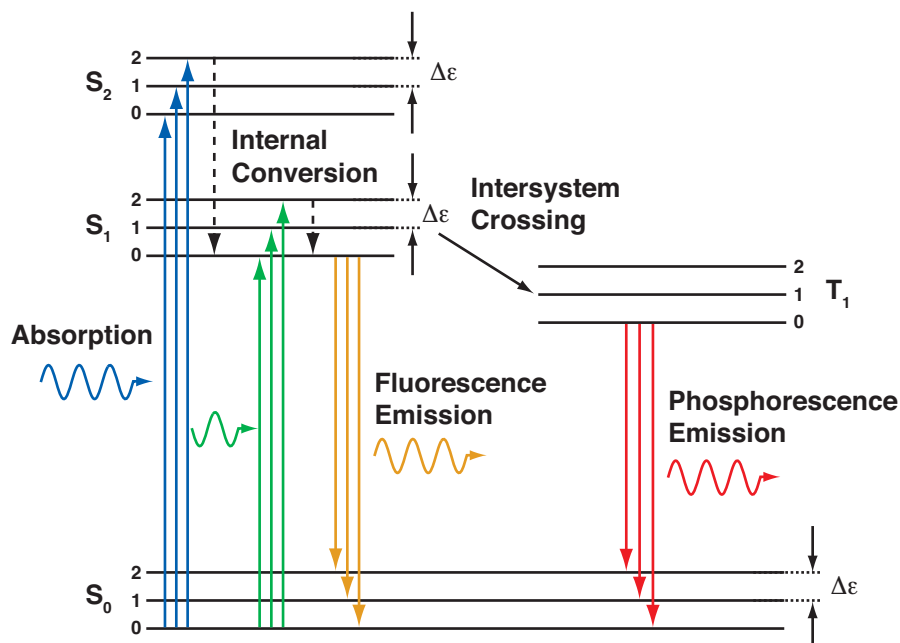 2
S2
1
0
Δε
Internal
Conversion
2
S1
1
0
Δε
Intersystem
Crossing
2
1
T1
0
Absorption
Fluorescence
Emission
Phosphorescence
Emission
2
S0
1
0
Δε